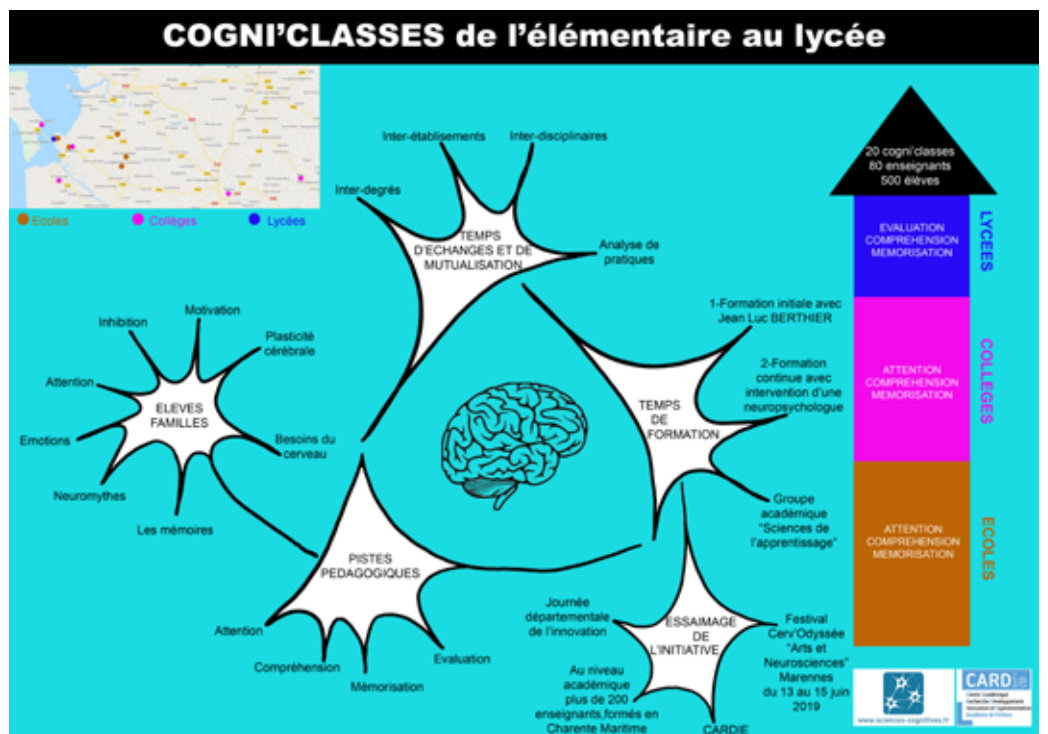 COGNI'CLASSES de l'élémentaire au lycée
Ecoles
Collèges
Lycées
Inter-établisements
Inter-disciplinaires
Inter-degrés
TEMPS
D'ECHANGES ET DE
MUTUALISATION
Analyse de
pratiques
Motivation
Inhibition
Plasticité
cérébrale
Attention
ELEVES
FAMILLES
Emotions
Besoins du
cerveau
Neuromythes
Les mémoires
1-Formation initiale avec
Jean Luc BERTHIER
2-Formation
continue avec
intervention d'une
neuropsychologue
TEMPS
DE
FORMATION
Groupe
académique
"Sciences de
l'apprentissage"
PISTES
PEDAGOGIQUES
Attention
Compréhension
Mémorisation
Evaluation
ESSAIMAGE
DE
L'INITIATIVE
Journée
départementale
de l'innovation
Au niveau
académique
plus de 200
enseignants,formés en
Charente Maritime
CARDIE
Festival
Cerv'Odyssée
"Arts et
Neurosciences"
Marennes
du 13 au 15 juin
2019
20 cogni'classes
80 enseignants
500 élèves
EVALUATION
COMPREHENSION
MEMORISATION
LYCEES
ATTENTION
COMPREHENSION
MEMORISATION
COLLEGES
ATTENTION
COMPREHENSION
MEMORISATION
ECOLES
www.sciences-cognitives.fr
CARDie